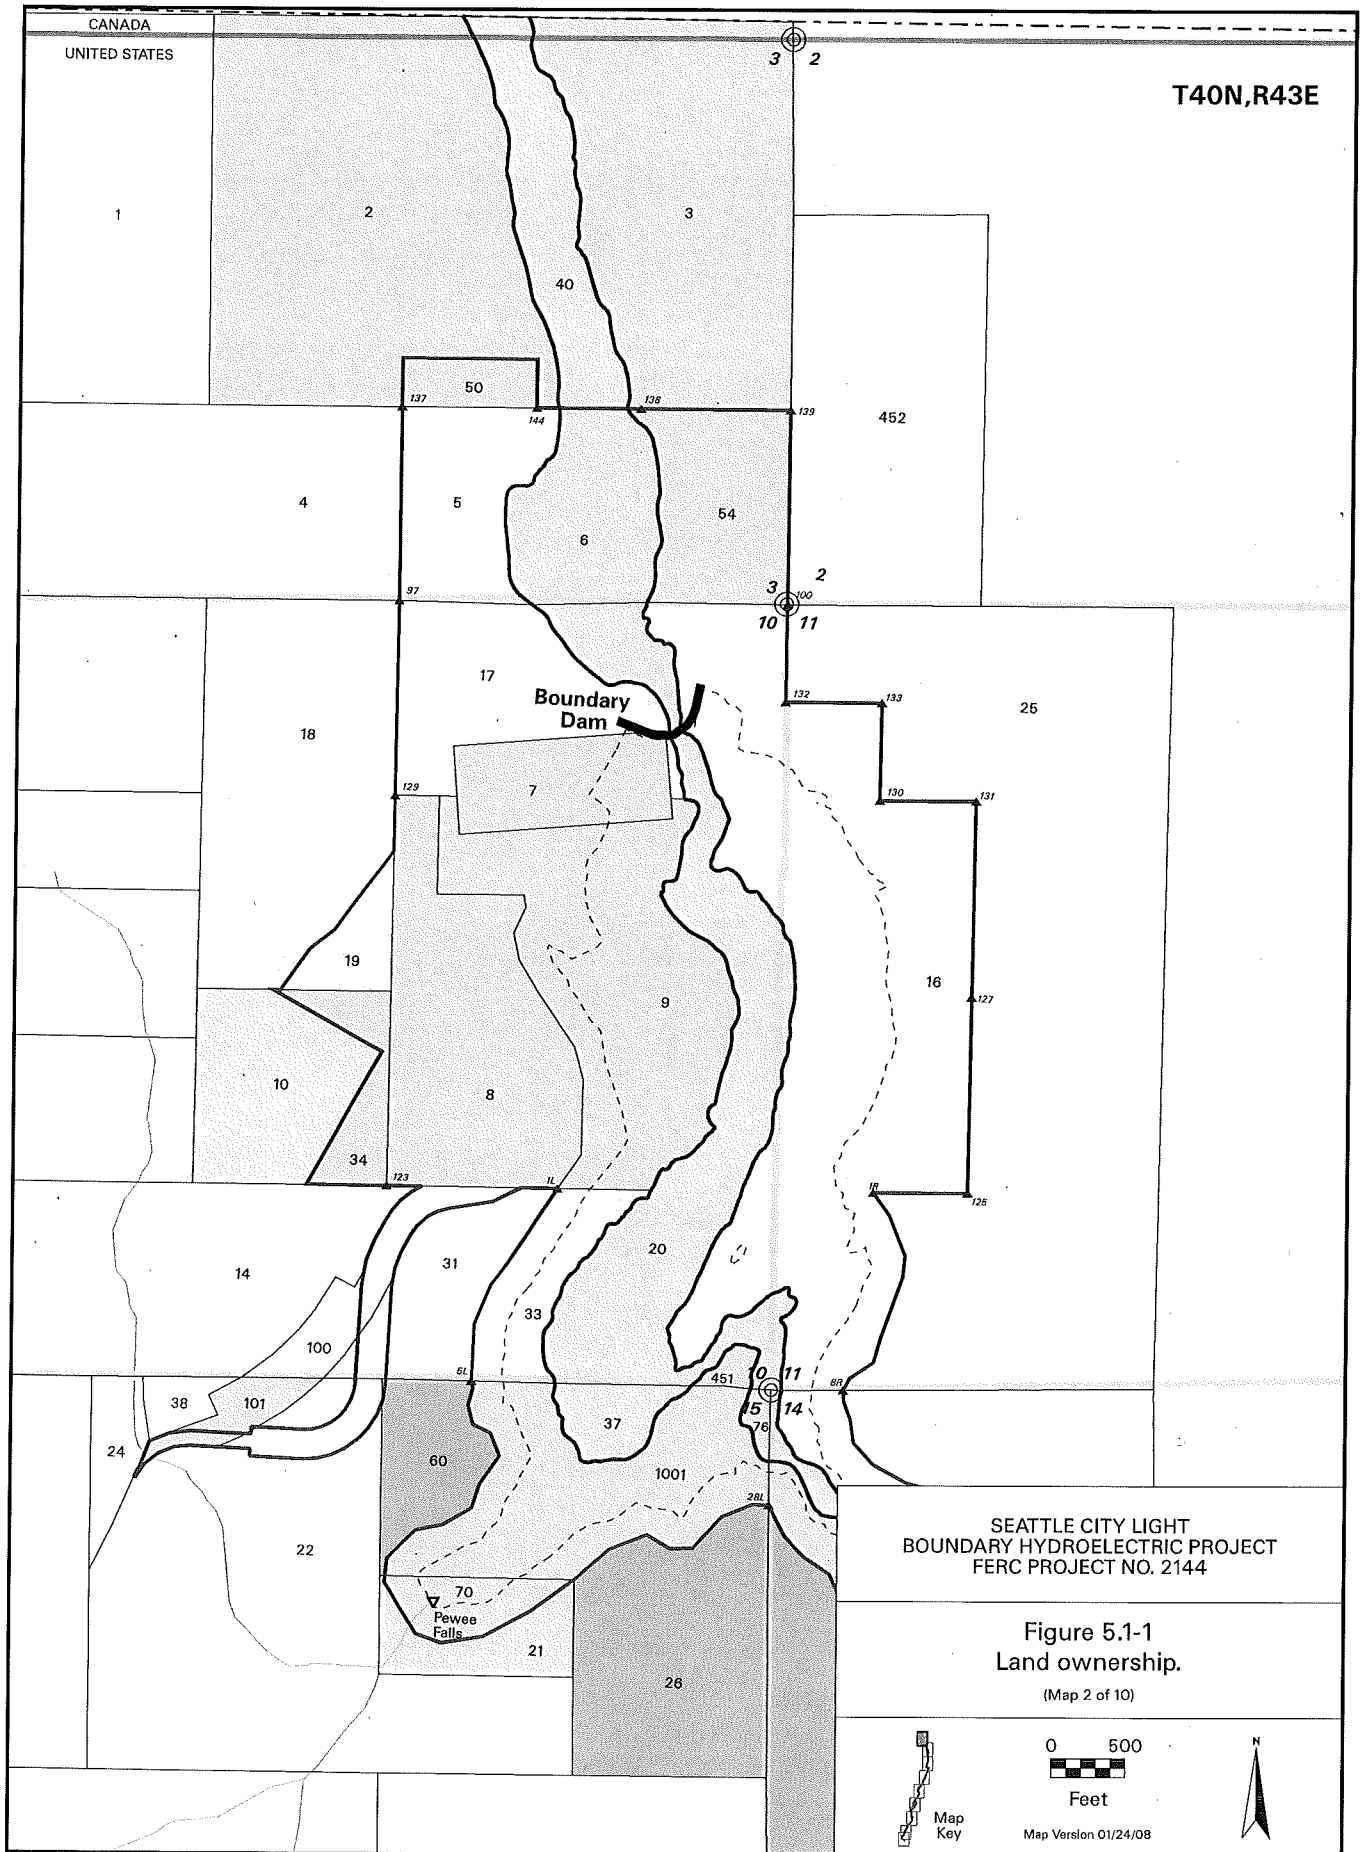 CANADA
UNITED STATES
3 2
T40N,R43E
1
2
3
40
50
137
144
138
139
452
4
5
6
54
97
3 2
100
10 11
17
Boundary
Dam
132
133
25
18
7
129
130
131
19
9
16
127
10
8
34
123
1L
1R
125
14
31
20
33
100
6L
451
10 11
8R
38
101
37
15 14
76
24
60
1001
28L
22
70
Pewee
Falls
21
26
SEATTLE CITY LIGHT
BOUNDARY HYDROELECTRIC PROJECT
FERC PROJECT NO. 2144
Figure 5.1-1
Land ownership.
(Map 2 of 10)
Map
Key
0 500
Feet
Map Version 01/24/08
N